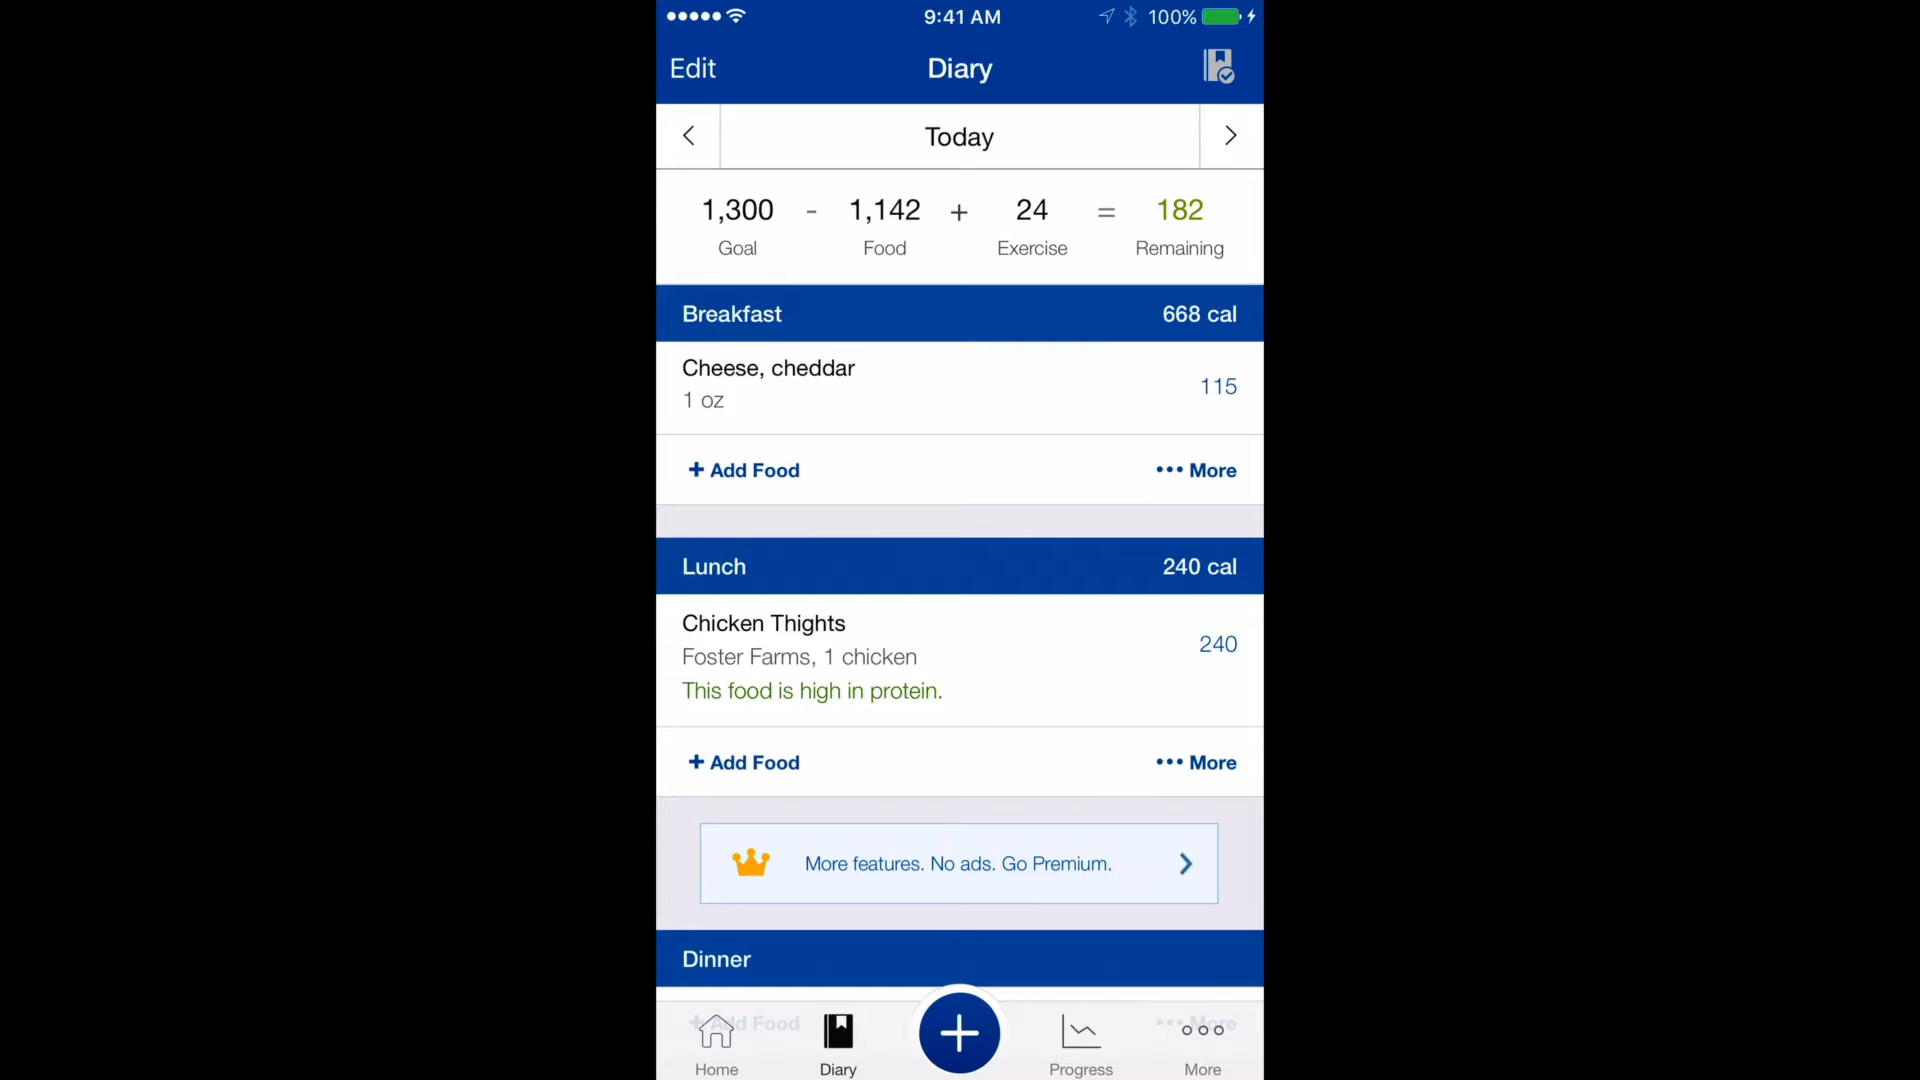 9:41 AM 100%
Edit Diary
Today
1,300 - 1,142 + 24 = 182
Goal Food Exercise Remaining
Breakfast 668 cal
Cheese, cheddar
1 oz
115
+ Add Food ••• More
Lunch 240 cal
Chicken Thights
Foster Farms, 1 chicken
This food is high in protein.
240
+ Add Food ••• More
More features. No ads. Go Premium.
Dinner
+ Add Food ••• More
Home Diary Progress More